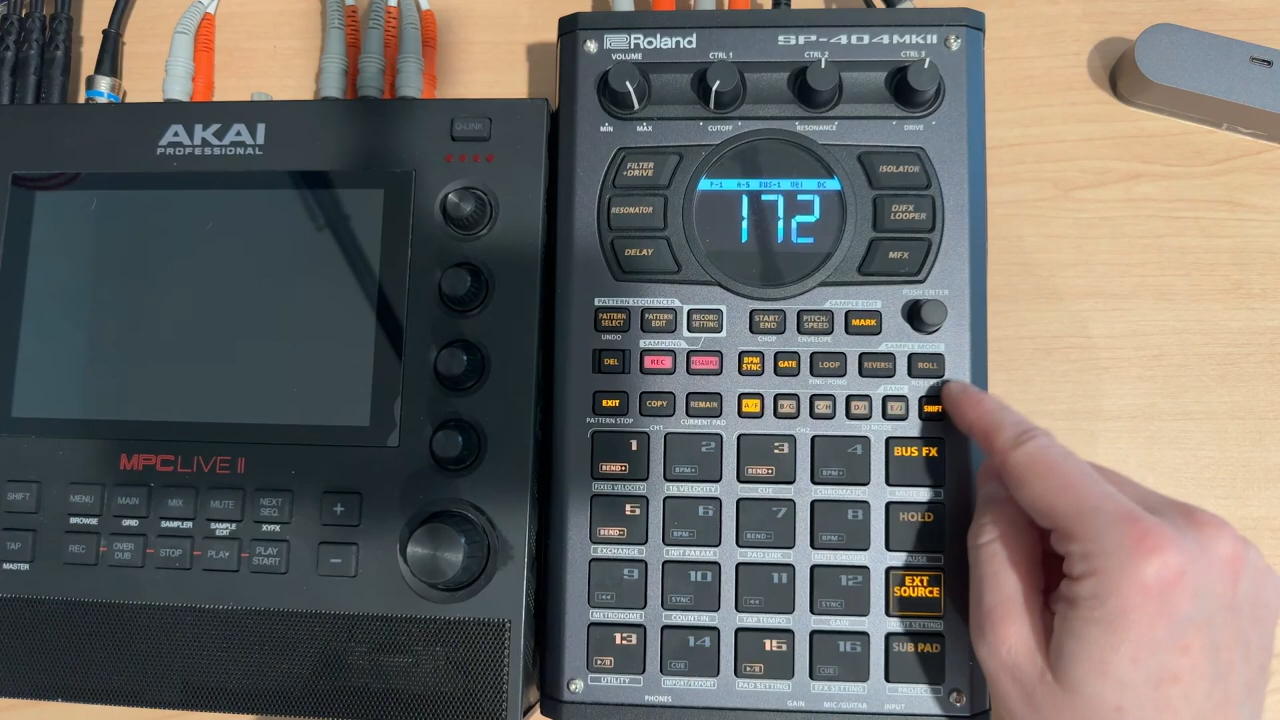 AKAI
PROFESSIONAL
Q-LINK
MPC LIVE II
SHIFT
MENU
MAIN
MIX
MUTE
NEXT SEQ.
BROWSE
GRID
SAMPLER
SAMPLE EDIT
XYFX
+
TAP
REC
OVER DUB
STOP
PLAY
PLAY START
−
MASTER
Roland
SP-404MKII
VOLUME
CTRL 1
CTRL 2
CTRL 3
MIN
MAX
CUTOFF
RESONANCE
DRIVE
FILTER +DRIVE
RESONATOR
DELAY
P-1 A-5 BUS-1 DC
172
ISOLATOR
DJFX LOOPER
MFX
PUSH ENTER
PATTERN SEQUENCER
SAMPLE EDIT
PATTERN SELECT
PATTERN EDIT
RECORD SETTING
START/END
PITCH/SPEED
MARK
UNDO
CHOP
ENVELOPE
SAMPLING
SAMPLE MODE
DEL
REC
RESAMPLE
BPM SYNC
GATE
LOOP
REVERSE
ROLL
PING-PONG
BANK
EXIT
COPY
REMAIN
A/F
B/G
C/H
D/I
E/J
SHIFT
PATTERN STOP
CURRENT PAD
DJ MODE
CH1
CH2
1
BEND+
2
BPM+
3
BEND+
4
BPM+
BUS FX
FIXED VELOCITY
16 VELOCITY
CUE
CHROMATIC
5
BEND-
6
BPM-
7
BEND-
8
BPM-
HOLD
EXCHANGE
INIT PARAM
PAD LINK
MUTE GROUPS
PAUSE
9
10
SYNC
11
12
SYNC
EXT SOURCE
METRONOME
COUNT-IN
TAP TEMPO
GAIN
INPUT SETTING
13
14
CUE
15
16
CUE
SUB PAD
UTILITY
IMPORT/EXPORT
PAD SETTING
EFX SETTING
PROJECT
PHONES
GAIN
MIC/GUITAR
INPUT